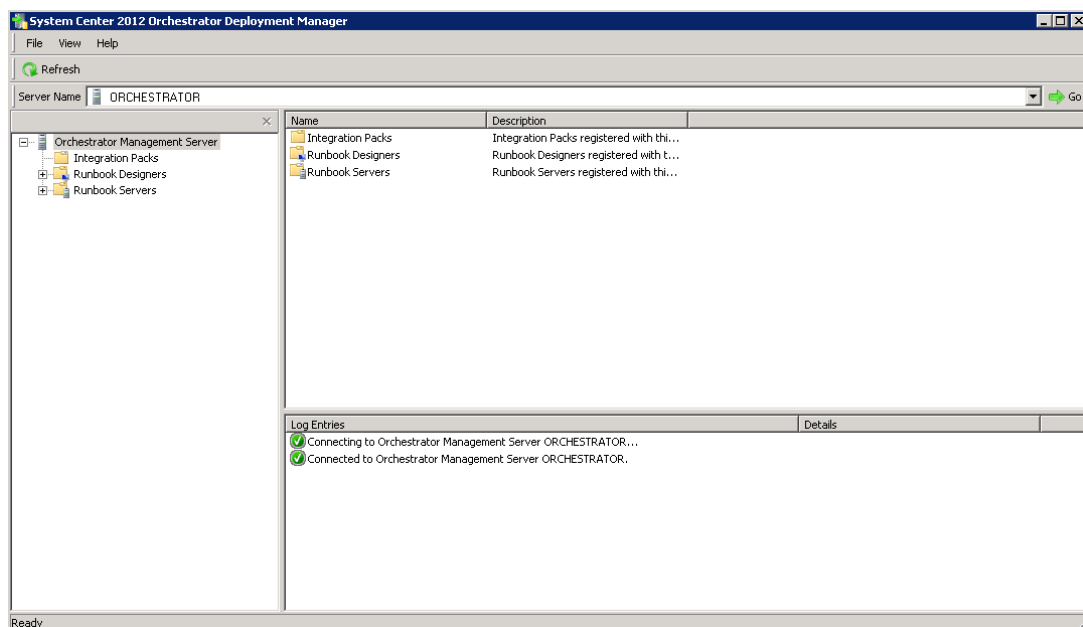 System Center 2012 Orchestrator Deployment Manager
File View Help
Refresh
Server Name ORCHESTRATOR Go
Orchestrator Management Server
Integration Packs
Runbook Designers
Runbook Servers
Name Description
Integration Packs Integration Packs registered with thi...
Runbook Designers Runbook Designers registered with t...
Runbook Servers Runbook Servers registered with thi...
Log Entries Details
Connecting to Orchestrator Management Server ORCHESTRATOR...
Connected to Orchestrator Management Server ORCHESTRATOR.
Ready